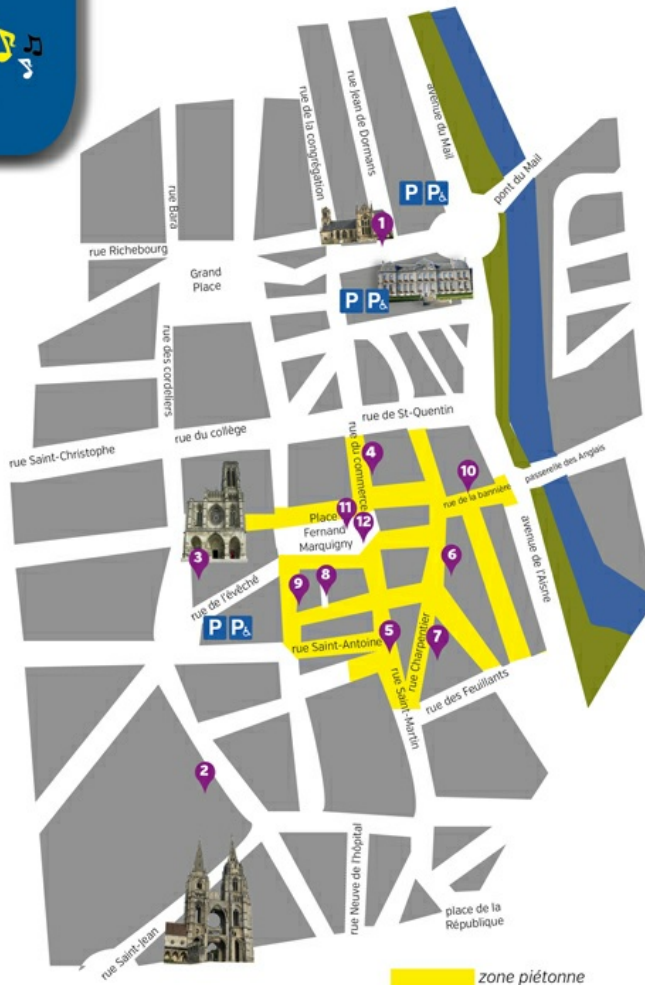 rue de la congrégation
rue Jean de Dormans
avenue du Mail
pont du Mail
P P
1
rue Bara
rue Richebourg
Grand
Place
P P
rue des cordeliers
rue de St-Quentin
rue du collège
rue Saint-Christophe
rue du commerce
4
passerelle des Anglais
10
rue de la bannière
11
Place
Fernand
Marquigny
12
avenue de l'Aisne
3
rue de l'évêché
6
9
8
P P
5
7
rue Saint-Antoine
rue Charpentier
rue Saint-Martin
rue des Feuillants
2
rue Neuve de l'hôpital
place de la
République
rue Saint-Jean
zone piétonne